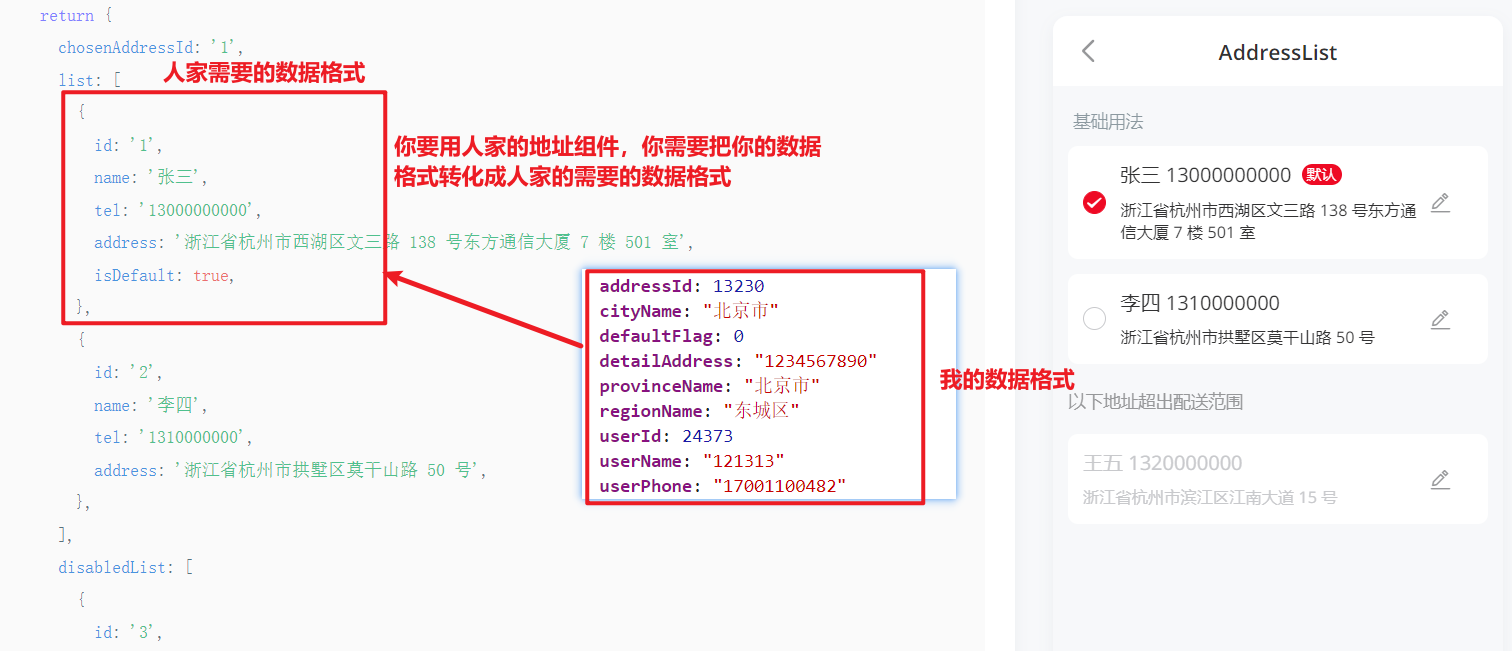 return {
chosenAddressId: '1',
list: [
人家需要的数据格式
{
id: '1',
name: '张三',
tel: '13000000000',
address: '浙江省杭州市西湖区文三路 138 号东方通信大厦 7 楼 501 室',
isDefault: true,
},
{
id: '2',
name: '李四',
tel: '1310000000',
address: '浙江省杭州市拱墅区莫干山路 50 号',
},
],
disabledList: [
{
id: '3',
你要用人家的地址组件，你需要把你的数据
格式转化成人家的需要的数据格式
addressId: 13230
cityName: "北京市"
defaultFlag: 0
detailAddress: "1234567890"
provinceName: "北京市"
regionName: "东城区"
userId: 24373
userName: "121313"
userPhone: "17001100482"
我的数据格式
AddressList
基础用法
张三 13000000000 默认
浙江省杭州市西湖区文三路 138 号东方通
信大厦 7 楼 501 室
李四 1310000000
浙江省杭州市拱墅区莫干山路 50 号
以下地址超出配送范围
王五 1320000000
浙江省杭州市滨江区江南大道 15 号